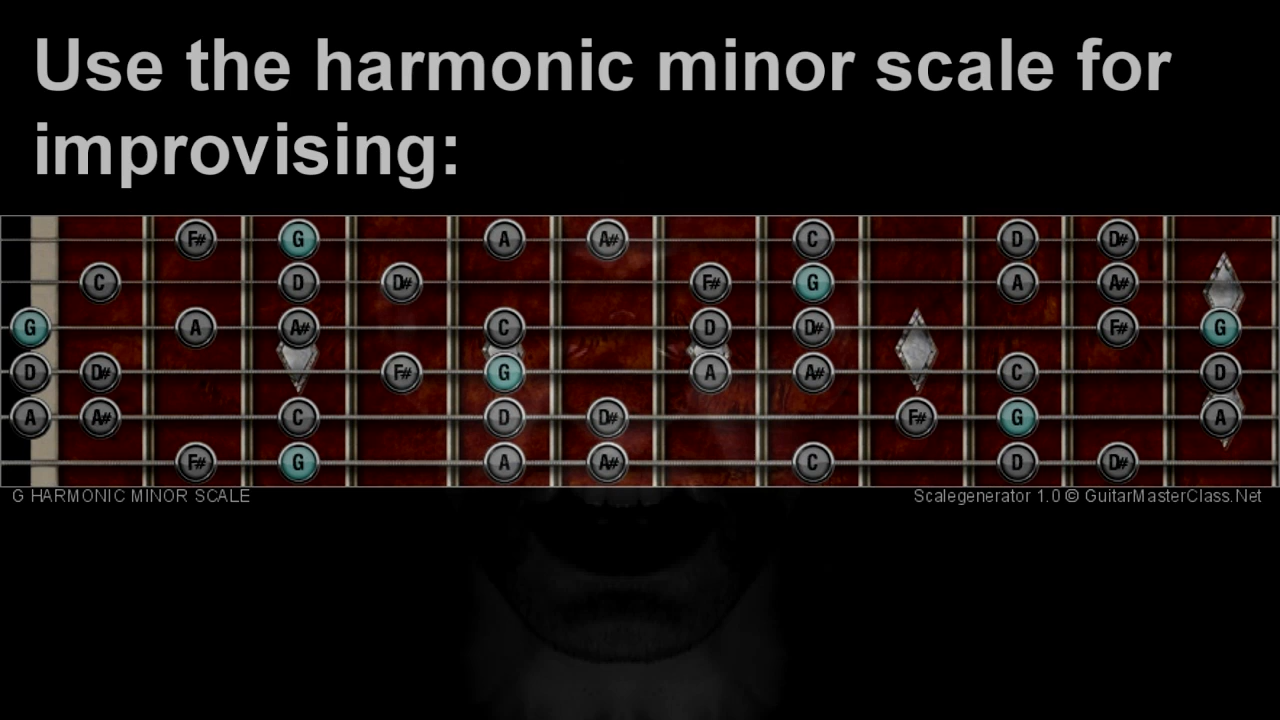 Use the harmonic minor scale for
improvising:
F# G A A# C D D#
C D D# F# G A A#
G A A# C D D# F# G
D D# F# G A A# C D
A A# C D D# F# G A
F# G A A# C D D#
G HARMONIC MINOR SCALE Scalegenerator 1.0 © GuitarMasterClass.Net